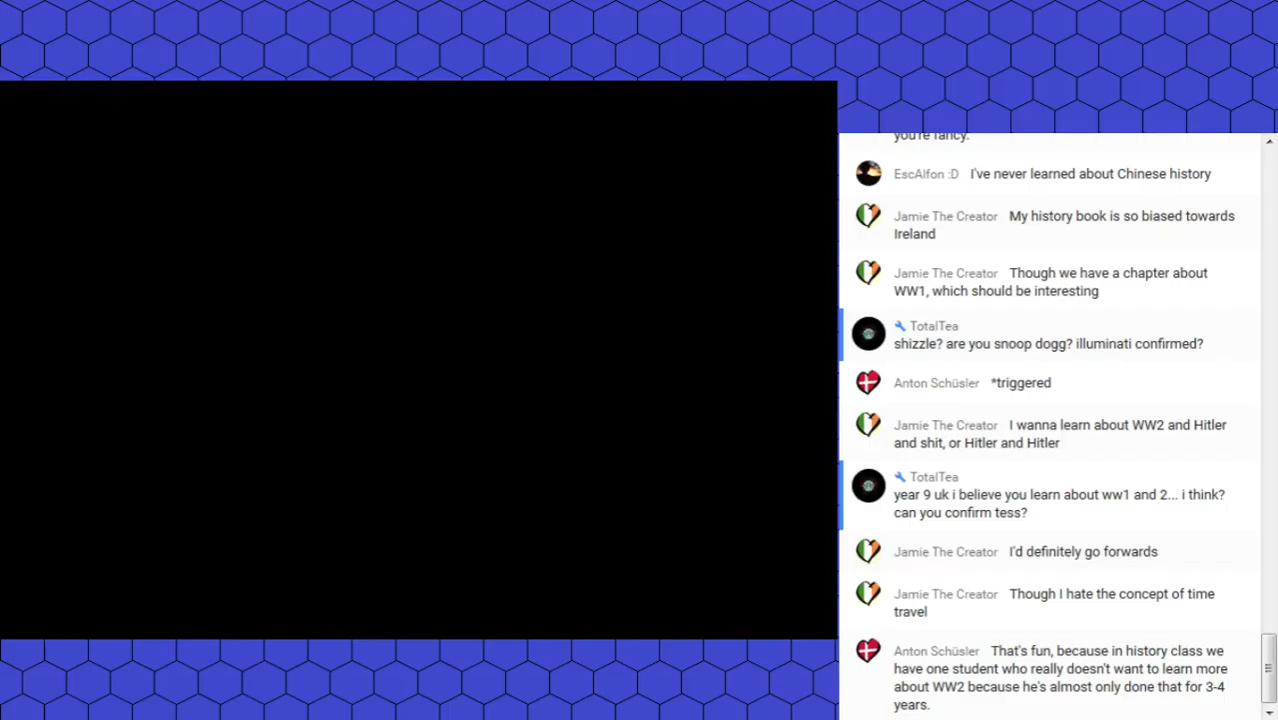 you're fancy.
EscAlfon :D I've never learned about Chinese history
Jamie The Creator My history book is so biased towards
Ireland
Jamie The Creator Though we have a chapter about
WW1, which should be interesting
TotalTea
shizzle? are you snoop dogg? illuminati confirmed?
Anton Schüsler *triggered
Jamie The Creator I wanna learn about WW2 and Hitler
and shit, or Hitler and Hitler
TotalTea
year 9 uk i believe you learn about ww1 and 2... i think?
can you confirm tess?
Jamie The Creator I'd definitely go forwards
Jamie The Creator Though I hate the concept of time
travel
Anton Schüsler That's fun, because in history class we
have one student who really doesn't want to learn more
about WW2 because he's almost only done that for 3-4
years.